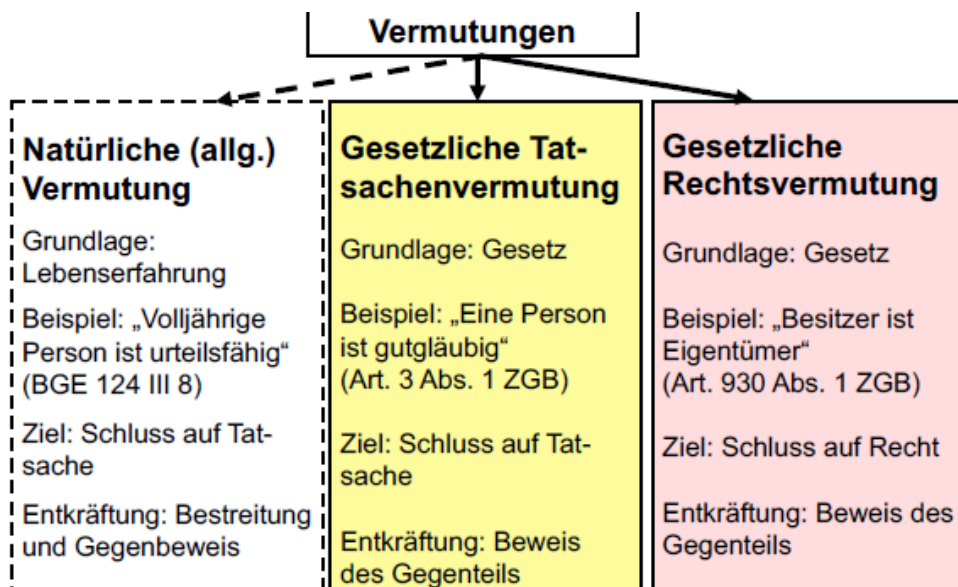 Vermutungen
Natürliche (allg.)
Vermutung
Grundlage:
Lebenserfahrung
Beispiel: „Volljährige
Person ist urteilsfähig“
(BGE 124 III 8)
Ziel: Schluss auf Tat-
sache
Entkräftung: Bestreitung
und Gegenbeweis
Gesetzliche Tat-
sachenvermutung
Grundlage: Gesetz
Beispiel: „Eine Person
ist gutgläubig“
(Art. 3 Abs. 1 ZGB)
Ziel: Schluss auf Tat-
sache
Entkräftung: Beweis
des Gegenteils
Gesetzliche
Rechtsvermutung
Grundlage: Gesetz
Beispiel: „Besitzer ist
Eigentümer“
(Art. 930 Abs. 1 ZGB)
Ziel: Schluss auf Recht
Entkräftung: Beweis des
Gegenteils